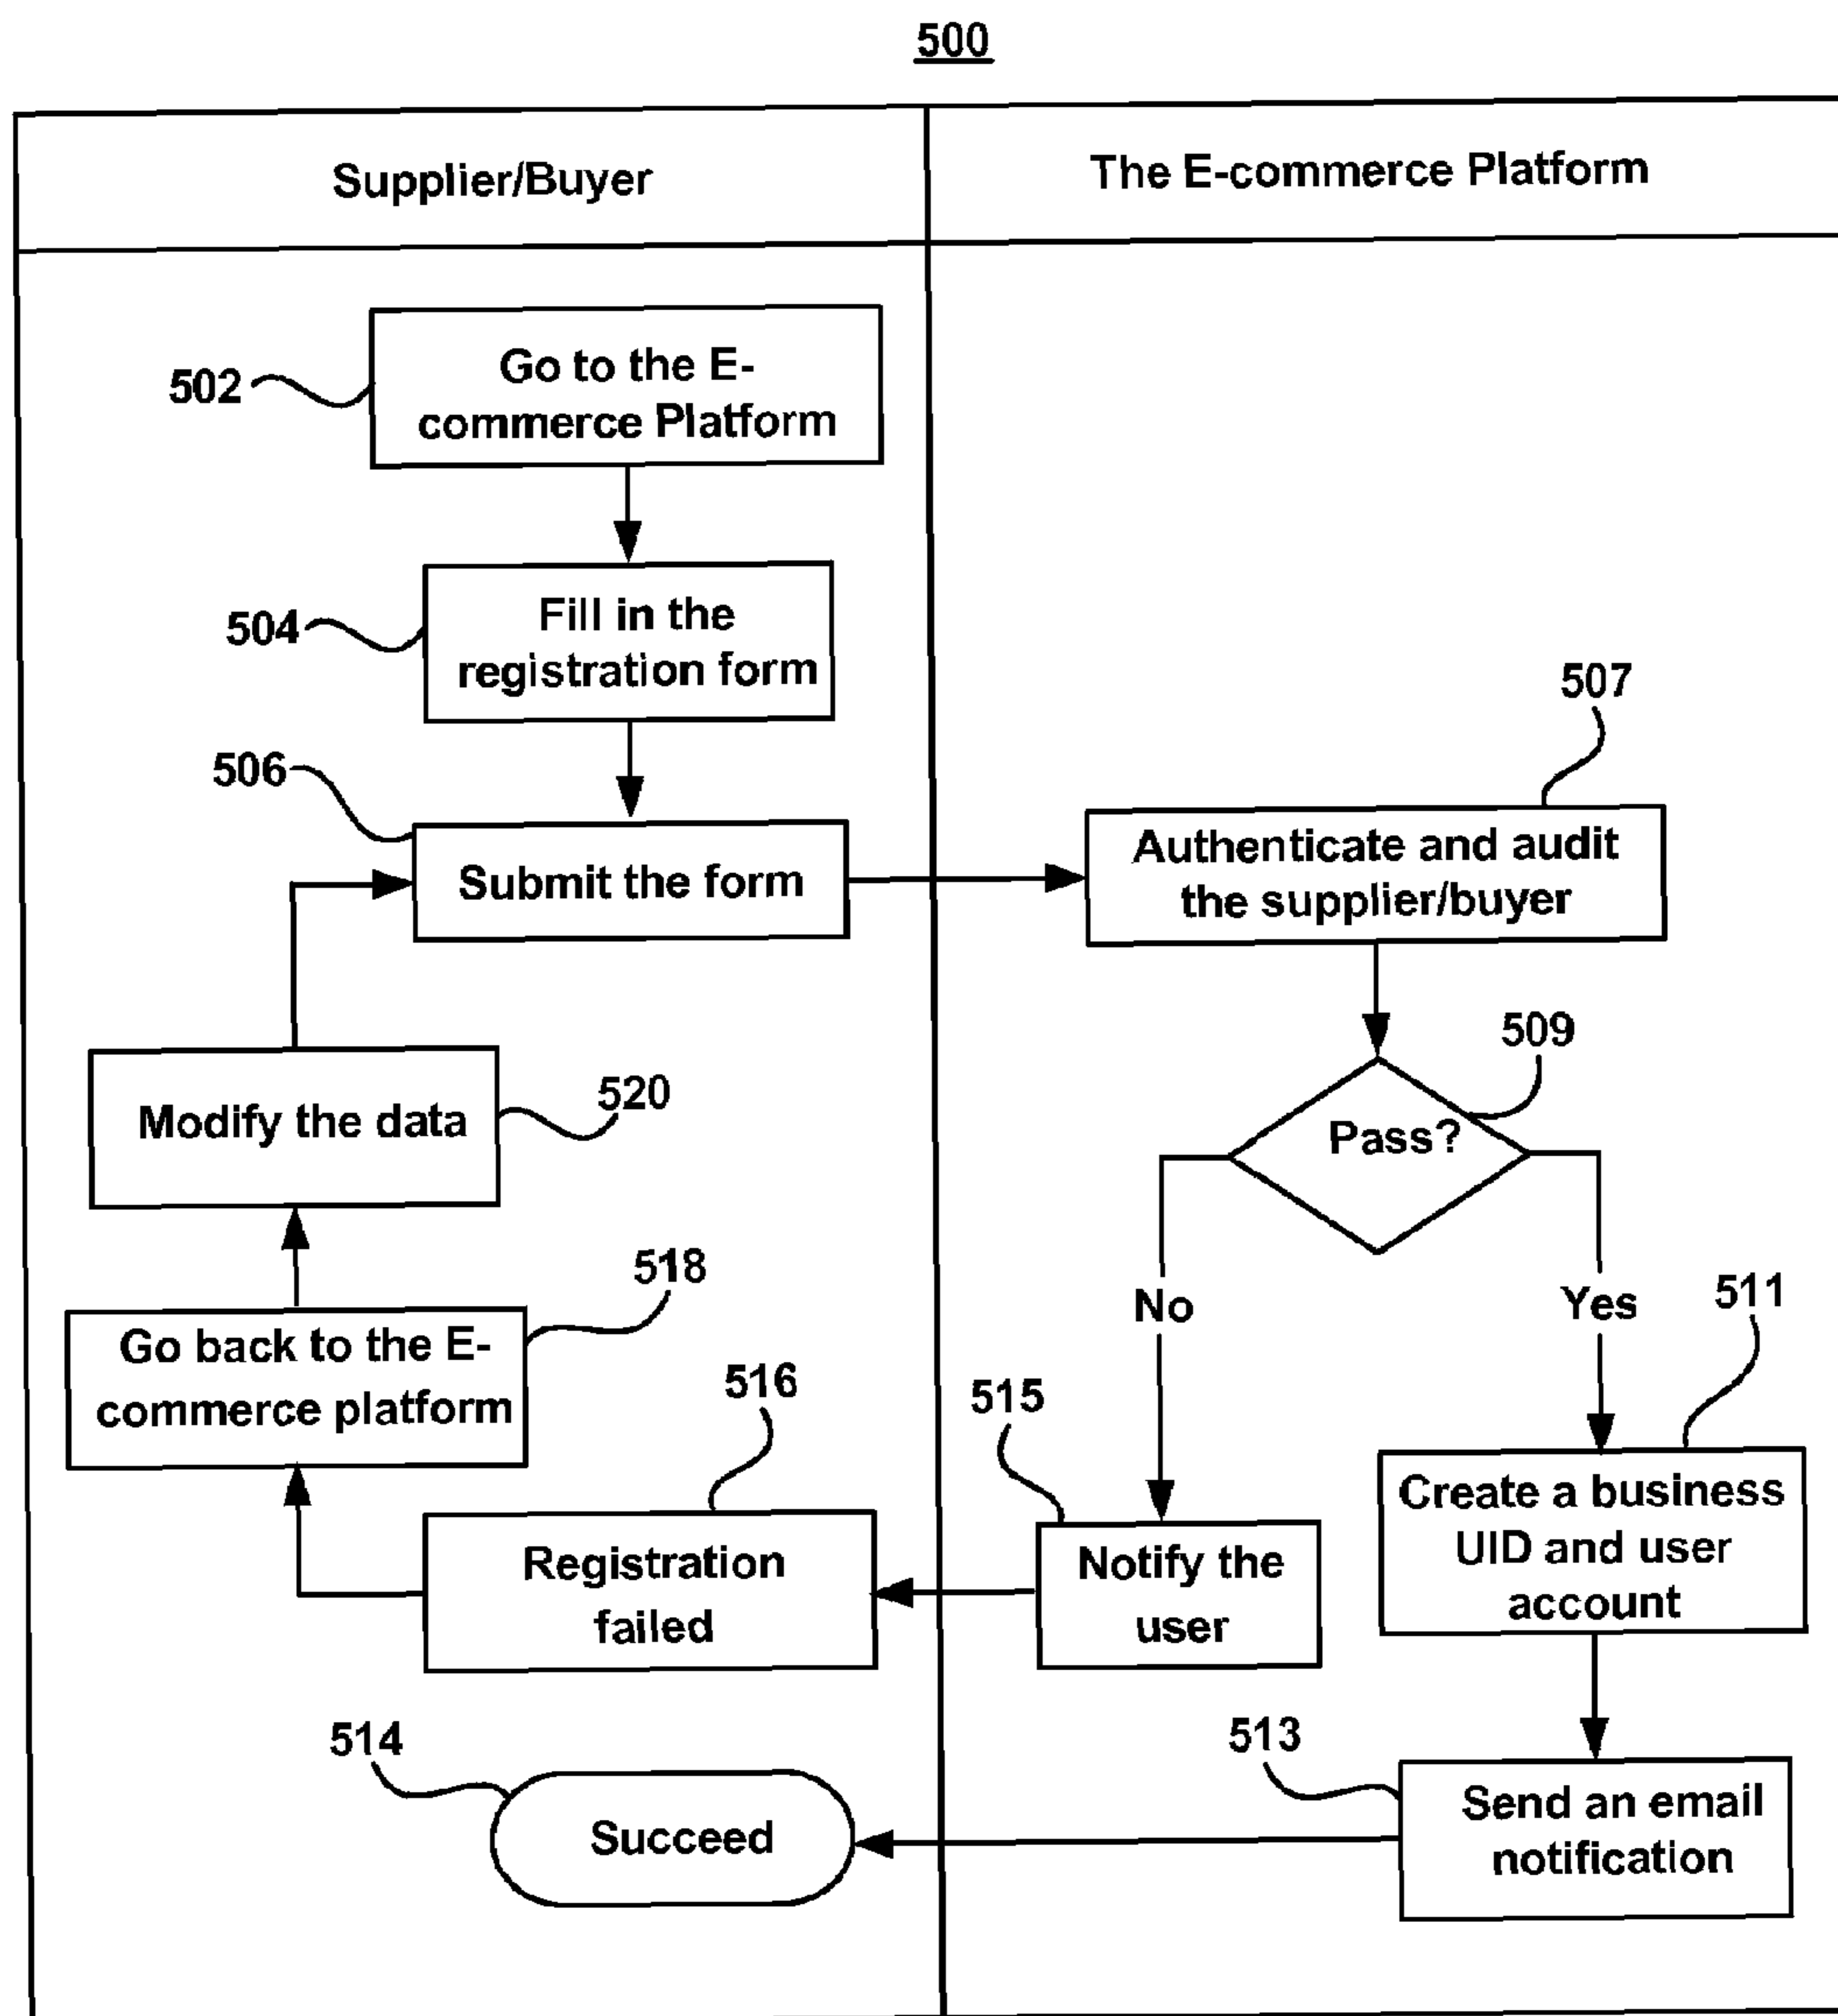 500
Supplier/Buyer
The E-commerce Platform
502
Go to the E-
commerce Platform
504
Fill in the
registration form
506
Submit the form
507
Authenticate and audit
the supplier/buyer
509
Pass?
No
Yes
520
Modify the data
518
Go back to the E-
commerce platform
516
Registration
failed
515
Notify the
user
511
Create a business
UID and user
account
513
Send an email
notification
514
Succeed